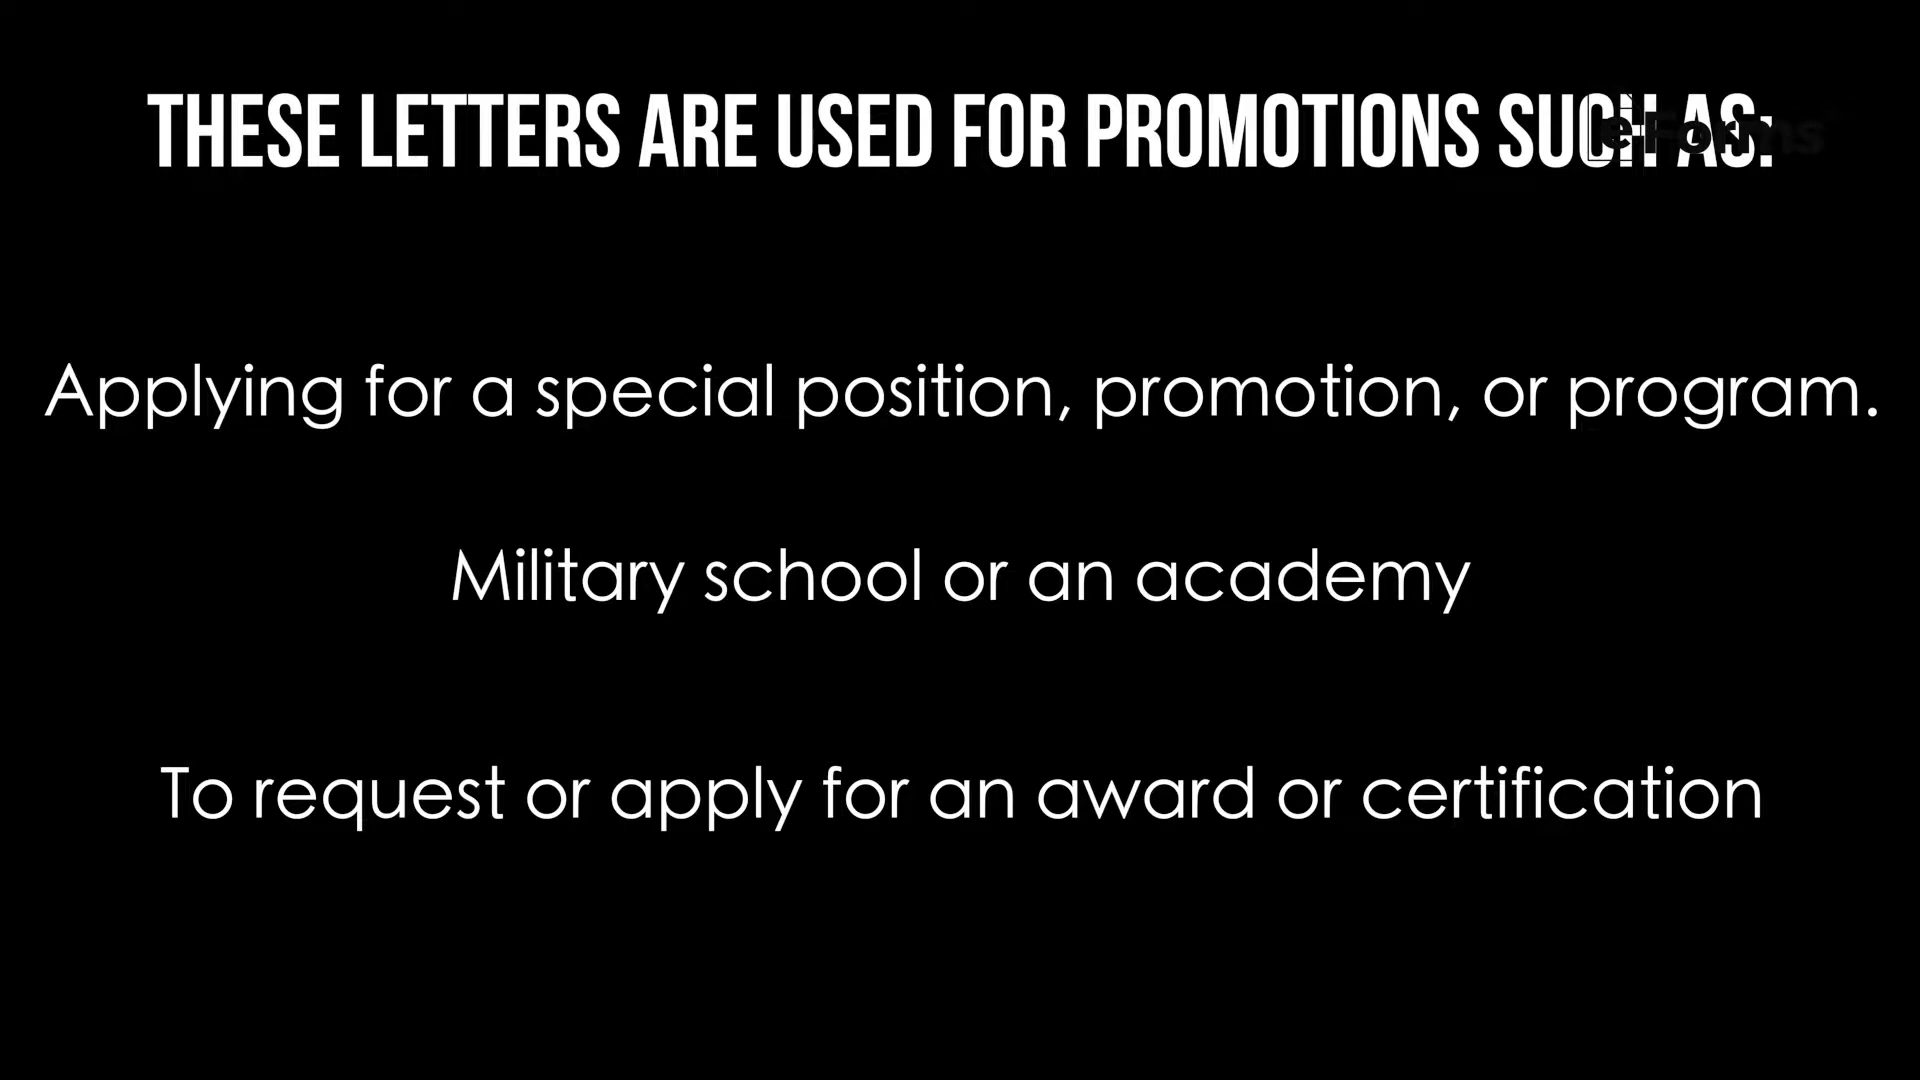 THESE LETTERS ARE USED FOR PROMOTIONS SUCH AS:
eForms
Applying for a special position, promotion, or program.
Military school or an academy
To request or apply for an award or certification